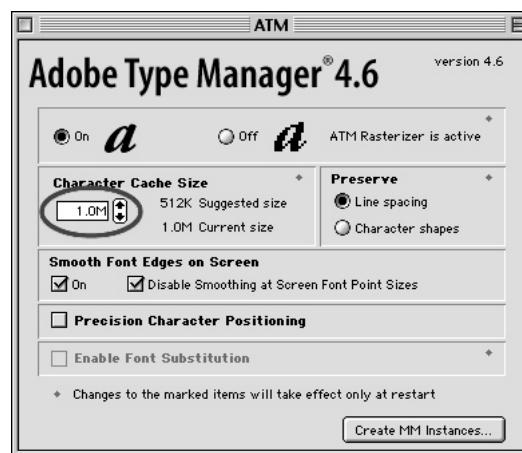 ATM
Adobe Type Manager® 4.6
version 4.6
On
a
Off
a
ATM Rasterizer is active
Character Cache Size
1.0M
512K Suggested size
1.0M Current size
Preserve
Line spacing
Character shapes
Smooth Font Edges on Screen
On
Disable Smoothing at Screen Font Point Sizes
Precision Character Positioning
Enable Font Substitution
Changes to the marked items will take effect only at restart
Create MM Instances...